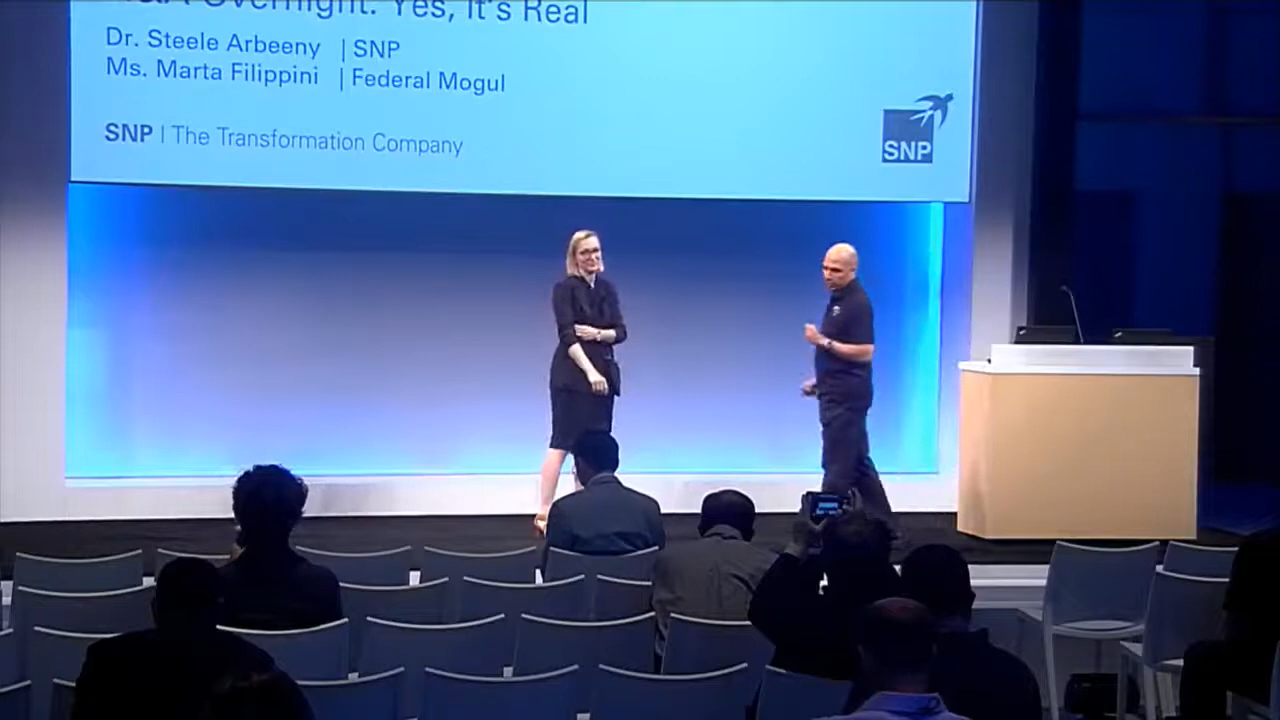 Overnight: Yes, It's Real
Dr. Steele Arbeeny | SNP
Ms. Marta Filippini | Federal Mogul
SNP | The Transformation Company
SNP